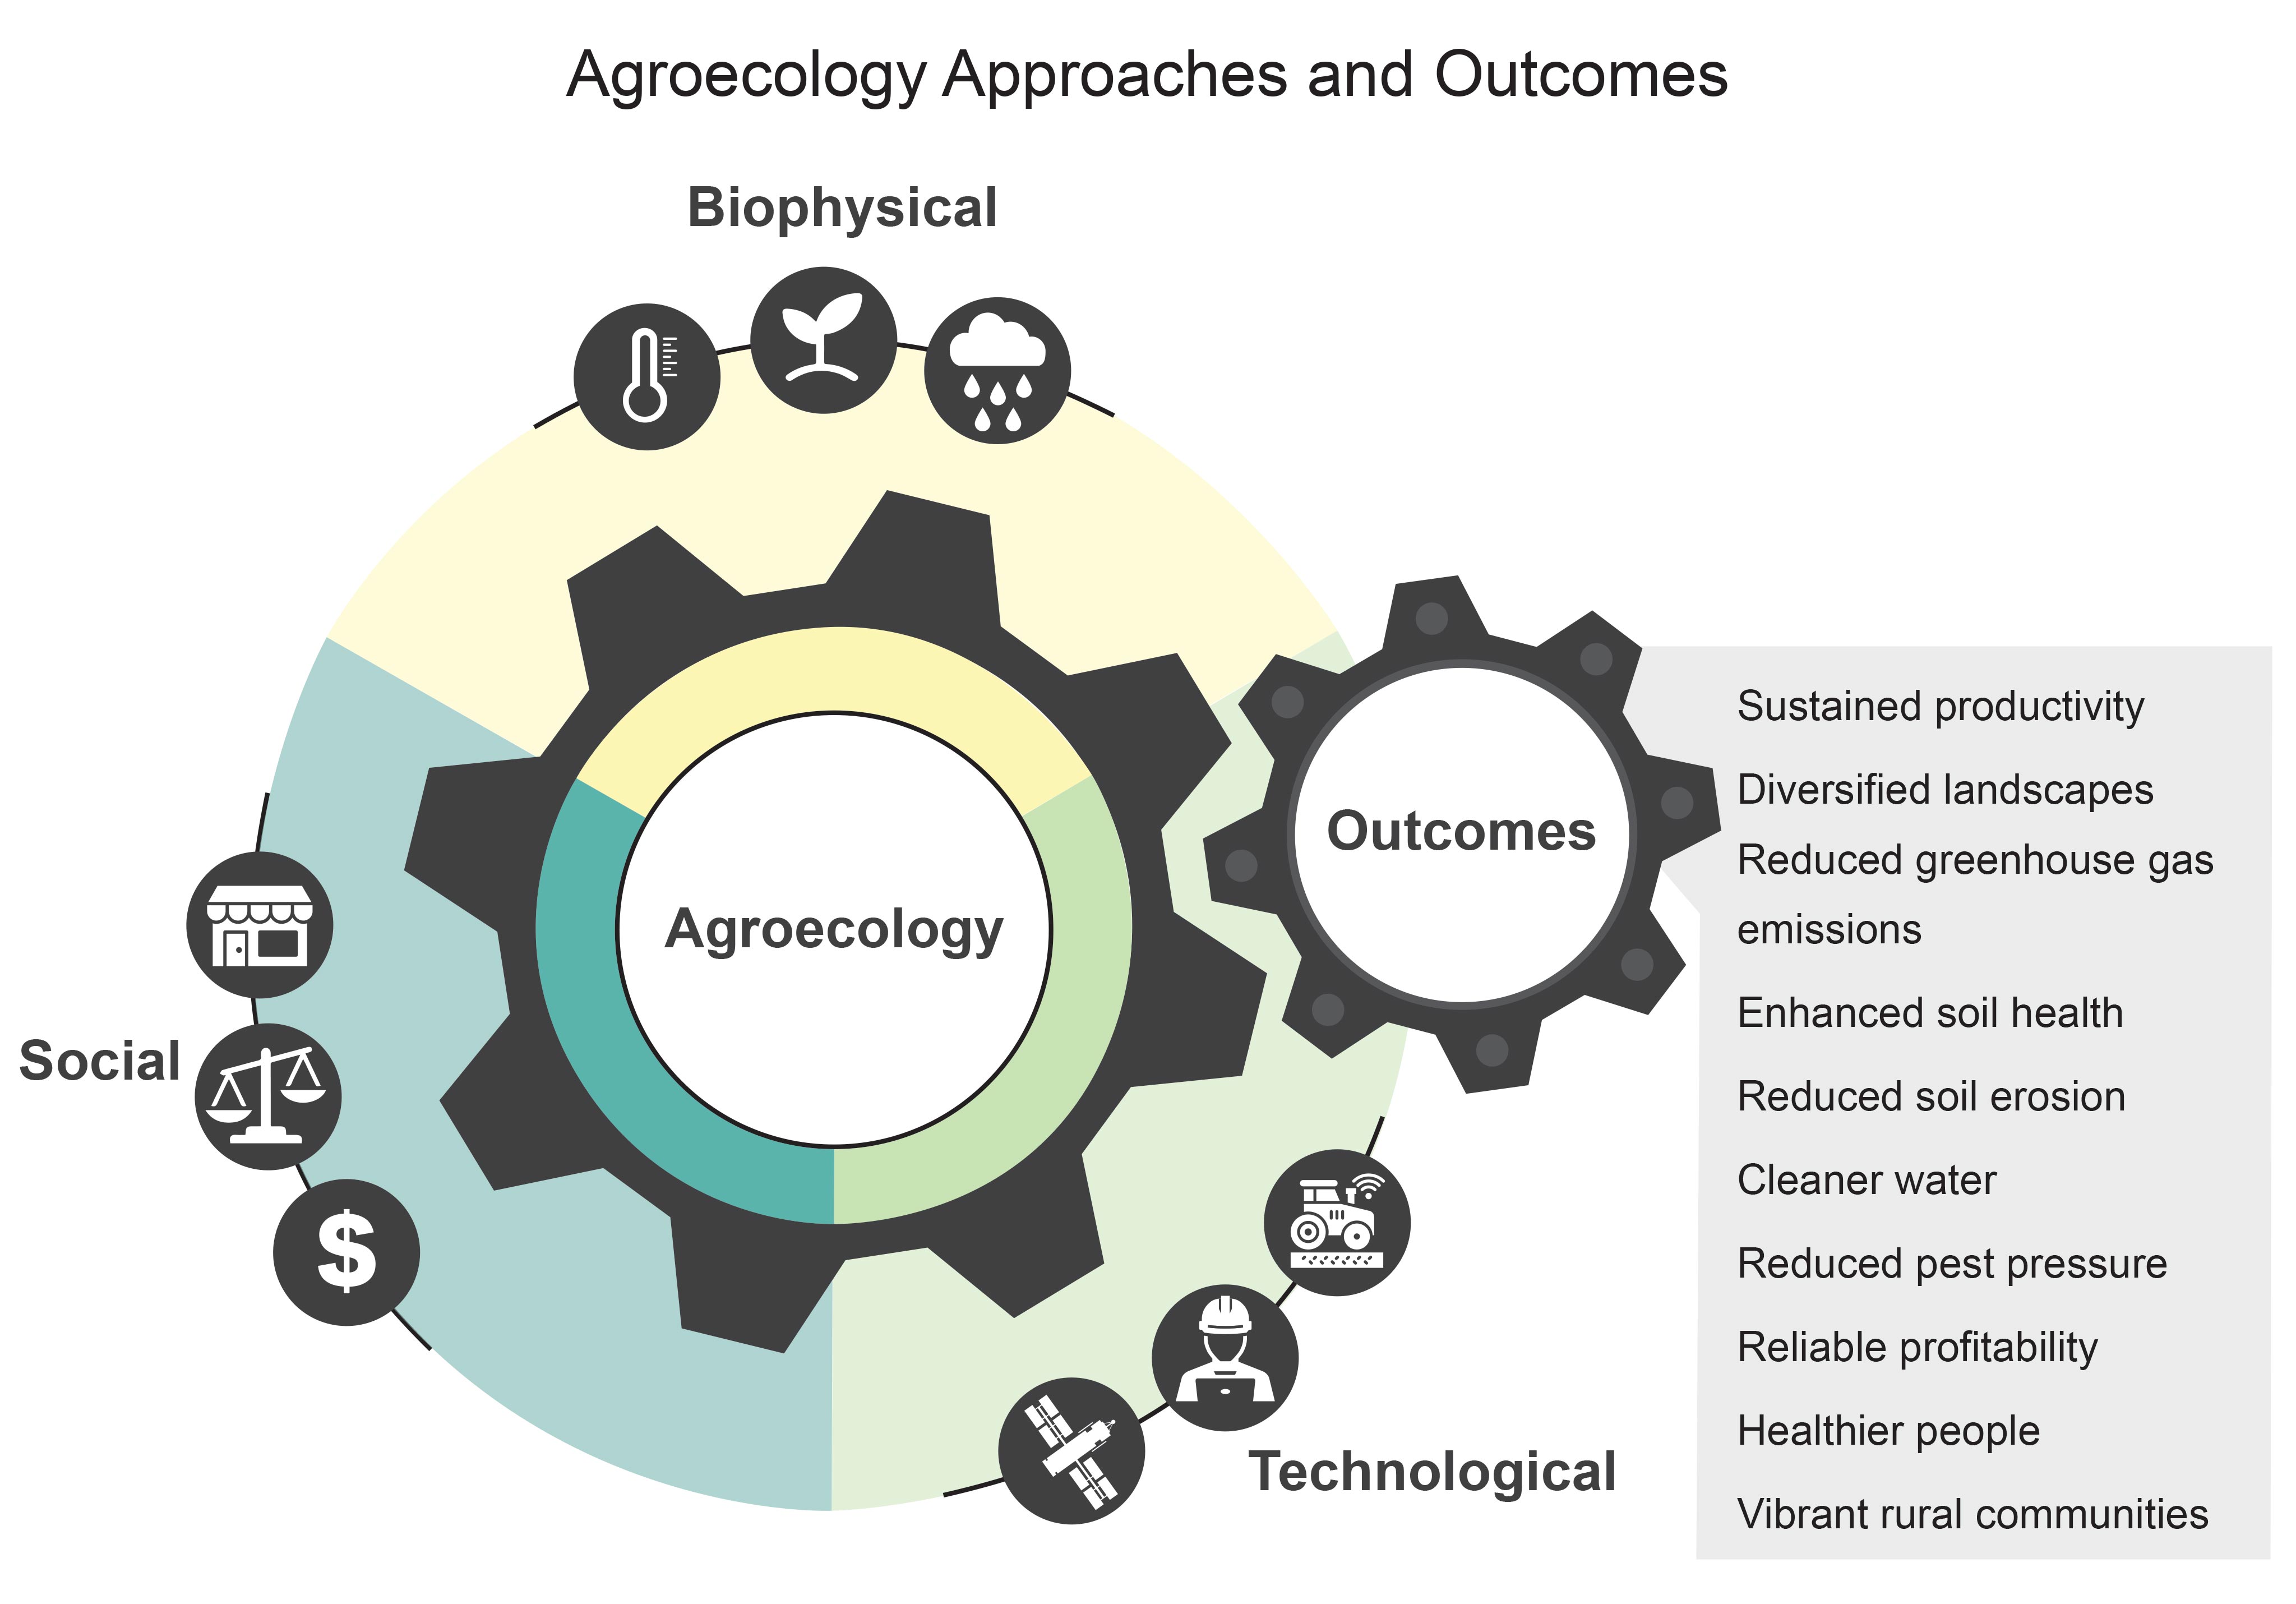 Agroecology Approaches and Outcomes
Biophysical
Social
$
Agroecology
Technological
Outcomes
Sustained productivity
Diversified landscapes
Reduced greenhouse gas
emissions
Enhanced soil health
Reduced soil erosion
Cleaner water
Reduced pest pressure
Reliable profitability
Healthier people
Vibrant rural communities